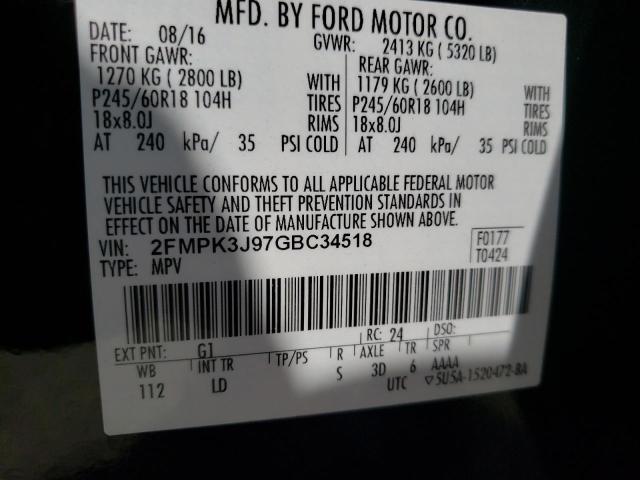 MFD. BY FORD MOTOR CO.
DATE: 08/16 GVWR: 2413 KG ( 5320 LB)
FRONT GAWR: REAR GAWR:
1270 KG ( 2800 LB) WITH 1179 KG ( 2600 LB) WITH
P245/60R18 104H TIRES P245/60R18 104H TIRES
18x8.0J RIMS 18x8.0J RIMS
AT 240 kPa/ 35 PSI COLD AT 240 kPa/ 35 PSI COLD
THIS VEHICLE CONFORMS TO ALL APPLICABLE FEDERAL MOTOR
VEHICLE SAFETY AND THEFT PREVENTION STANDARDS IN
EFFECT ON THE DATE OF MANUFACTURE SHOWN ABOVE.
VIN: 2FMPK3J97GBC34518 F0177
TYPE: MPV T0424
EXT PNT: G1 RC: 24 DSO:
WB INT TR TP/PS R AXLE TR SPR
112 LD S 3D 6 AAAA
UTC ▽5U5A-1520472-BA